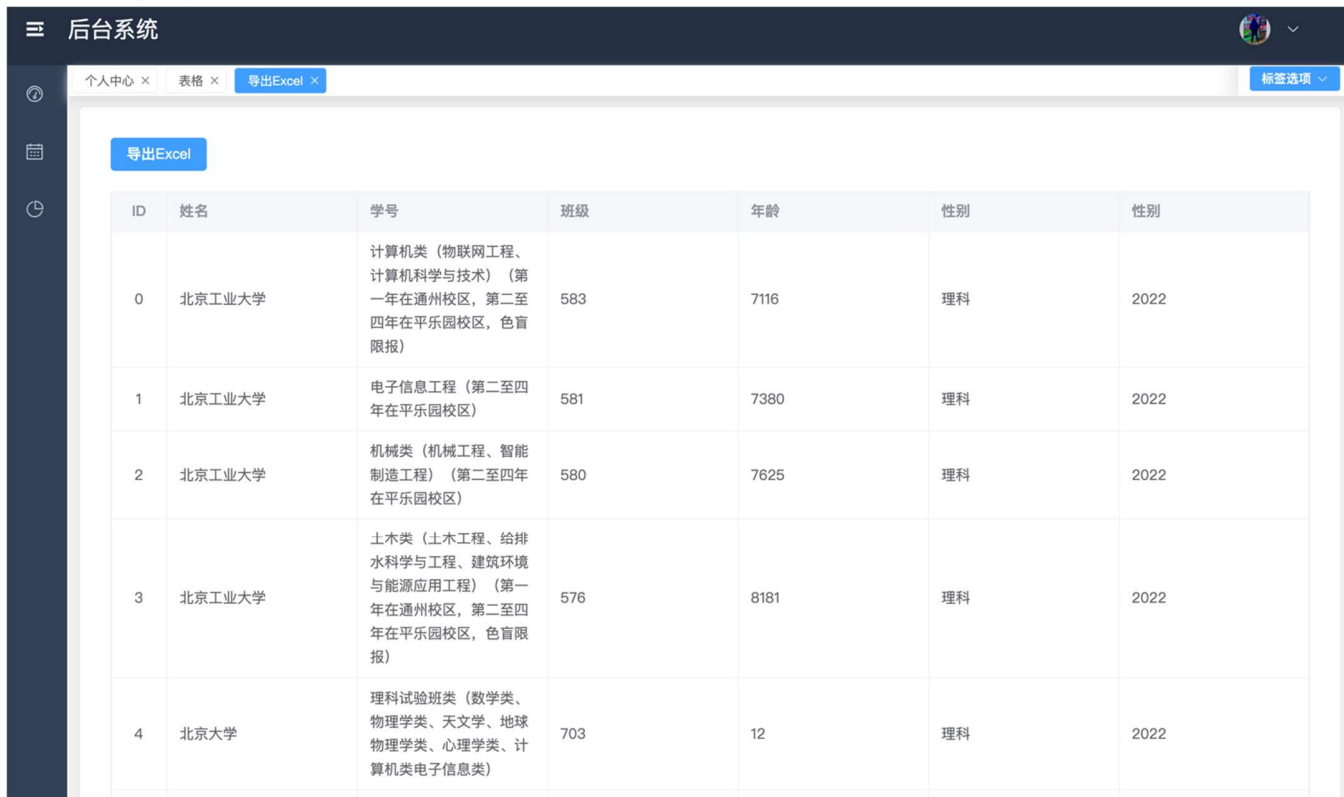 后台系统
个人中心 × 表格 × 导出Excel × 标签选项
导出Excel
ID 姓名 学号 班级 年龄 性别 性别
计算机类（物联网工程、
计算机科学与技术）（第
0 北京工业大学 一年在通州校区，第二至 583 7116 理科 2022
四年在平乐园校区，色盲
限报）
电子信息工程（第二至四
1 北京工业大学 581 7380 理科 2022
年在平乐园校区）
机械类（机械工程、智能
2 北京工业大学 制造工程）（第二至四年 580 7625 理科 2022
在平乐园校区）
土木类（土木工程、给排
水科学与工程、建筑环境
与能源应用工程）（第一
3 北京工业大学 576 8181 理科 2022
年在通州校区，第二至四
年在平乐园校区，色盲限
报）
理科试验班类（数学类、
物理学类、天文学、地球
4 北京大学 703 12 理科 2022
物理学类、心理学类、计
算机类电子信息类）